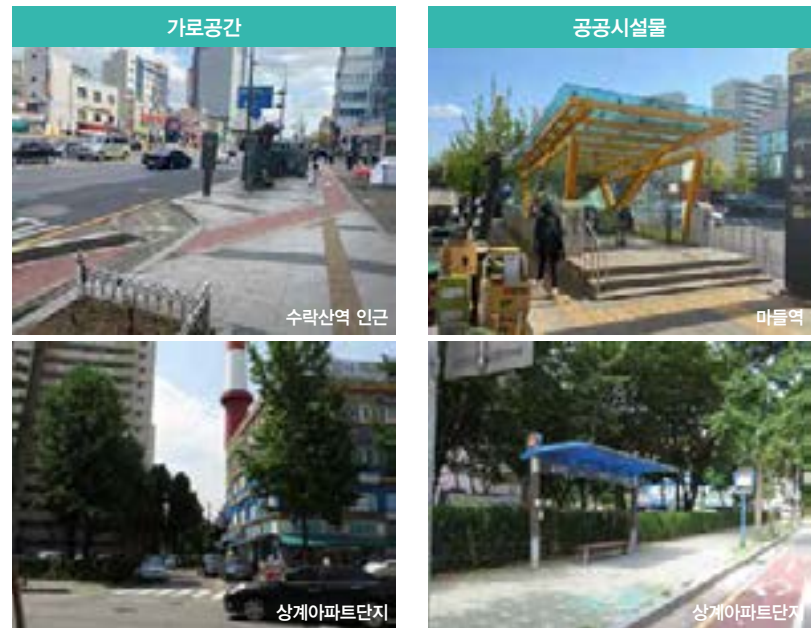 가로공간
공공시설물
수락산역 인근
마들역
상계아파트단지
상계아파트단지